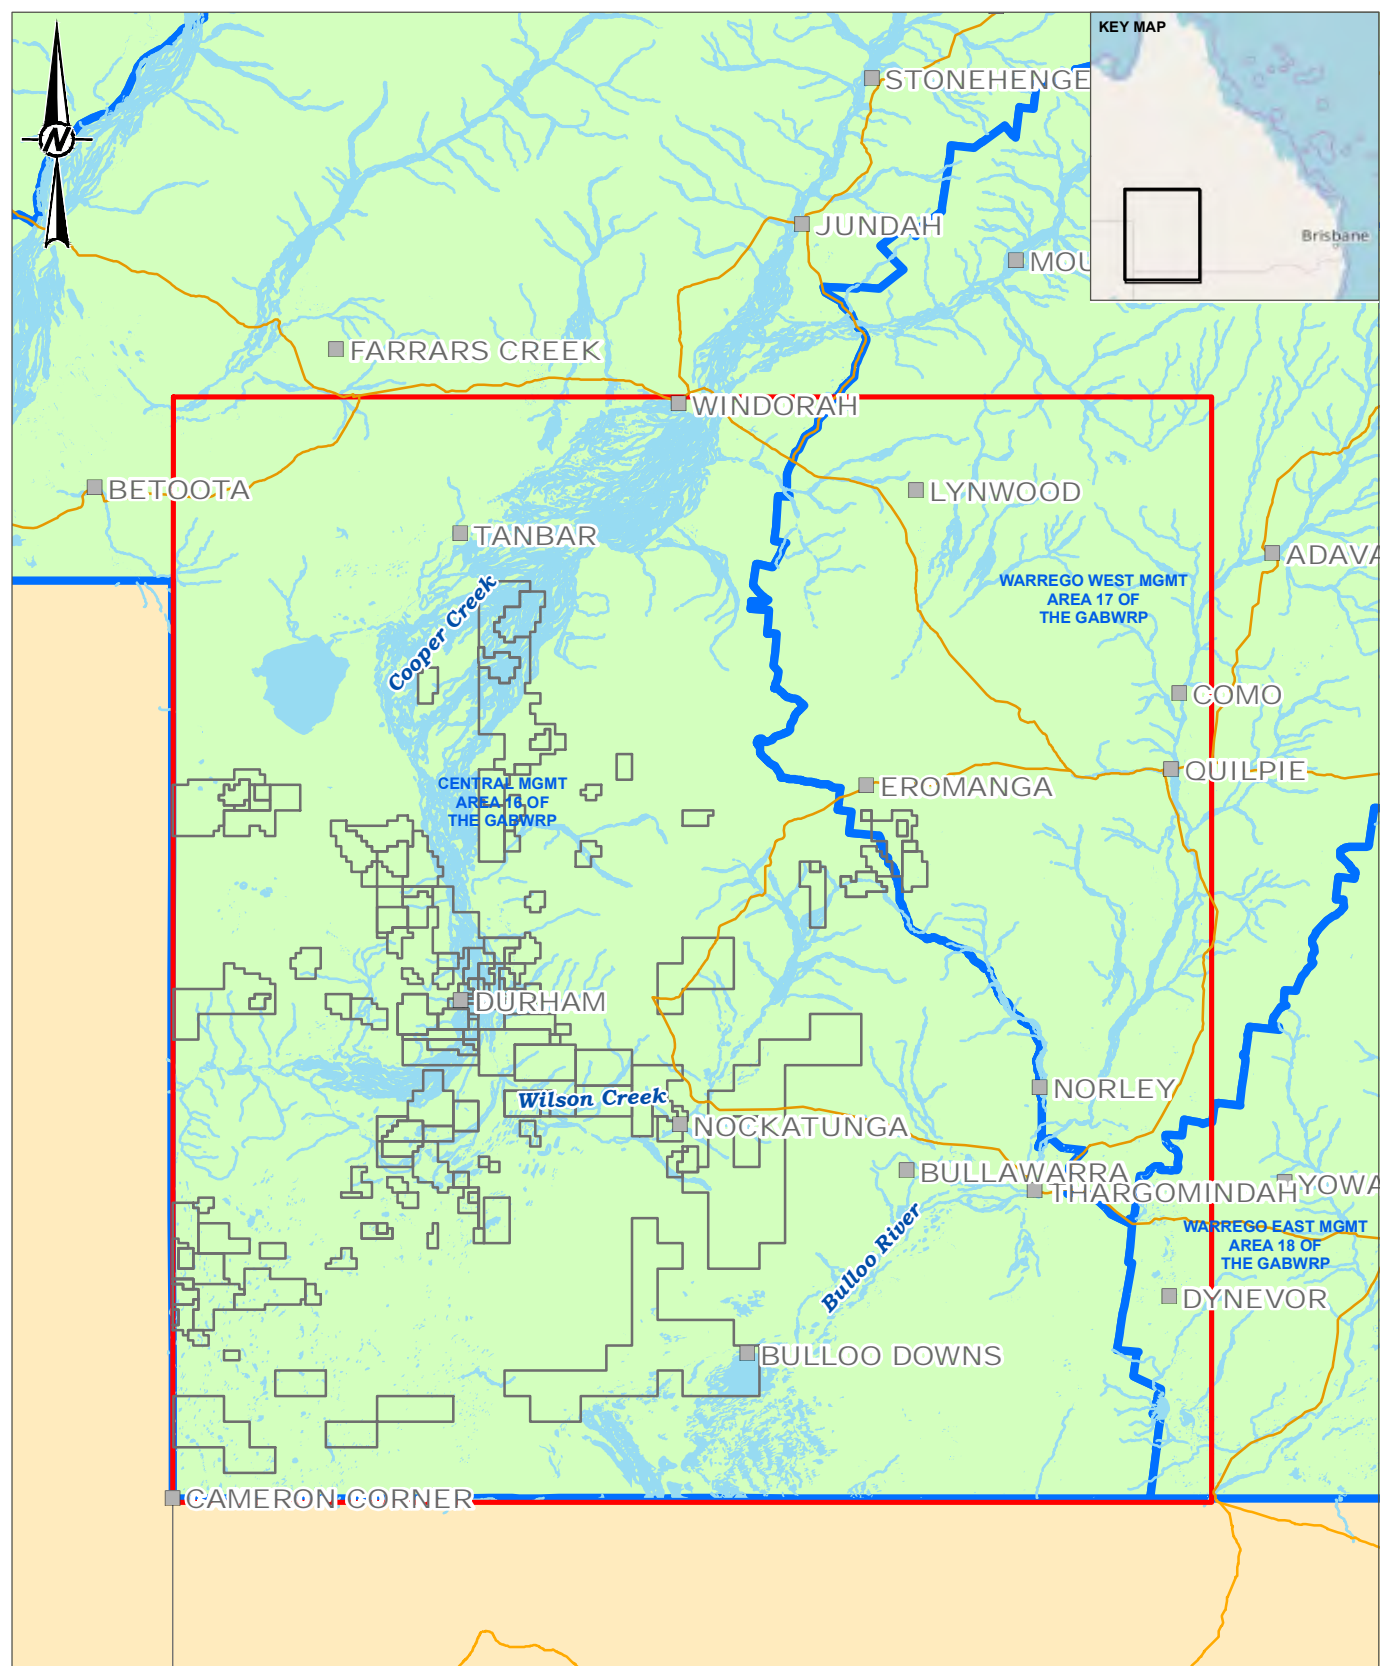 KEY MAP
STONEHENGE
N
JUNDAH
MOU
Brisbane
FARRARS CREEK
WINDORAH
BETOOTA
LYNWOOD
TANBAR
ADAVA
WARREGO WEST MGMT
AREA 17 OF
THE GABWRP
Cooper Creek
COMO
QUILPIE
CENTRAL MGMT
AREA 16 OF
THE GABWRP
EROMANGA
DURHAM
NORLEY
Wilson Creek
NOCKATUNGA
BULLAWARRA
THARGOMINDAH
YOWA
WARREGO EAST MGMT
AREA 18 OF
THE GABWRP
Bulloo River
DYNEVOR
BULLOO DOWNS
CAMERON CORNER